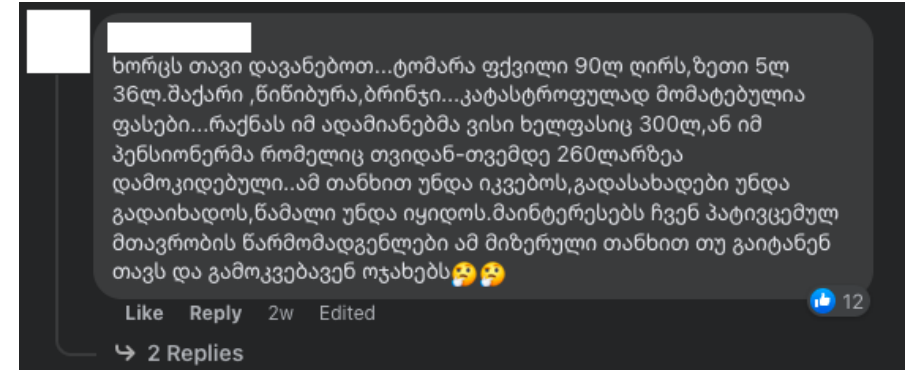 ხორცს თავი დავანებოთ...ტომარა ფქვილი 90ლ ღირს,ზეთი 5ლ
36ლ.შაქარი ,წიწიბურა,ბრინჯი...კატასტროფულად მომატებულია
ფასები...რაქნას იმ ადამიანებმა ვისი ხელფასიც 300ლ,ან იმ
პენსიონერმა რომელიც თვიდან-თვემდე 260ლარზეა
დამოკიდებული..ამ თანხით უნდა იკვებოს,გადასახადები უნდა
გადაიხადოს,წამალი უნდა იყიდოს.მაინტერესებს ჩვენ პატივცემულ
მთავრობის წარმომადგენლები ამ მიზერული თანხით თუ გაიტანენ
თავს და გამოკვებავენ ოჯახებს🤧🤧
12
Like Reply 2w Edited
2 Replies